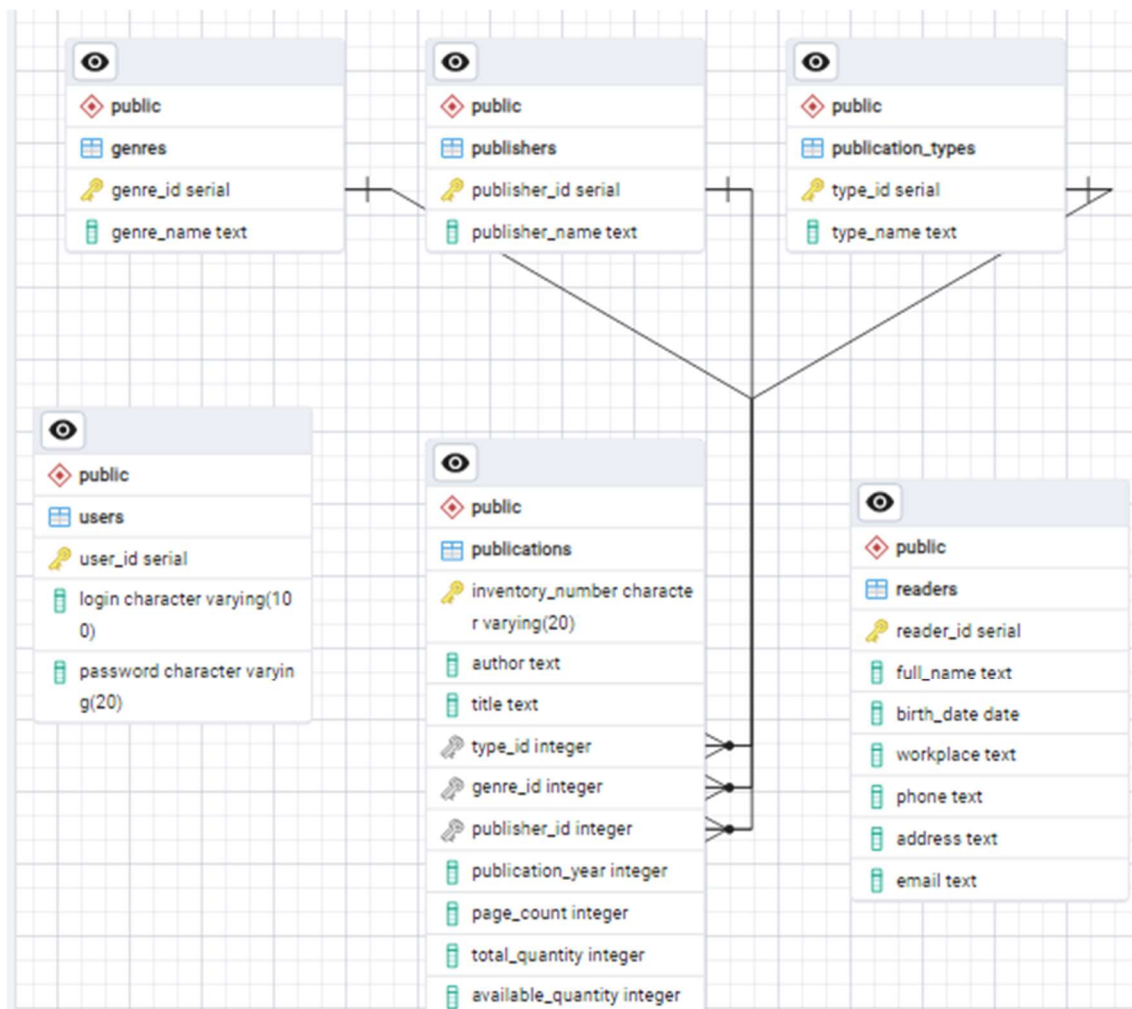 public
genres
genre_id serial
genre_name text
public
publishers
publisher_id serial
publisher_name text
public
publication_types
type_id serial
type_name text
public
users
user_id serial
login character varying(10
0)
password character varyin
g(20)
public
publications
inventory_number characte
r varying(20)
author text
title text
type_id integer
genre_id integer
publisher_id integer
publication_year integer
page_count integer
total_quantity integer
available_quantity integer
public
readers
reader_id serial
full_name text
birth_date date
workplace text
phone text
address text
email text